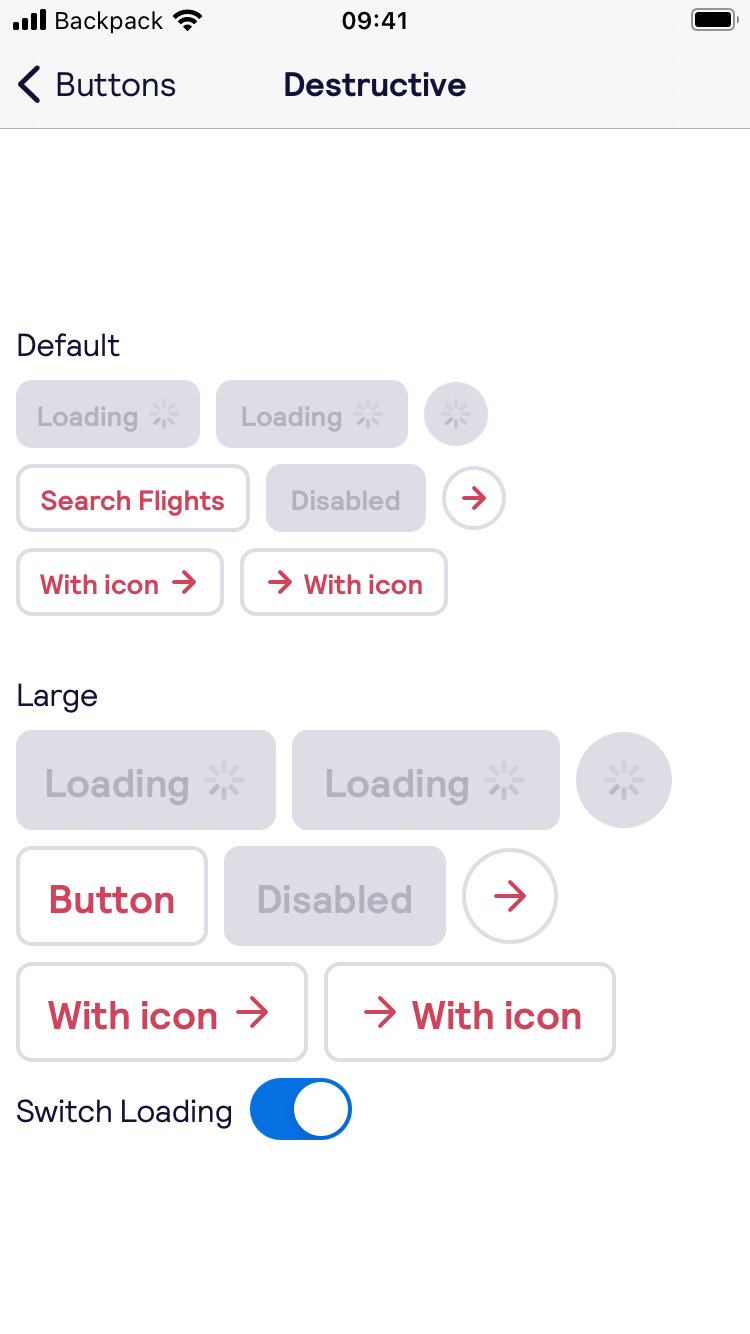 Backpack 09:41
Buttons Destructive
Default
Loading Loading
Search Flights Disabled
With icon With icon
Large
Loading Loading
Button Disabled
With icon With icon
Switch Loading